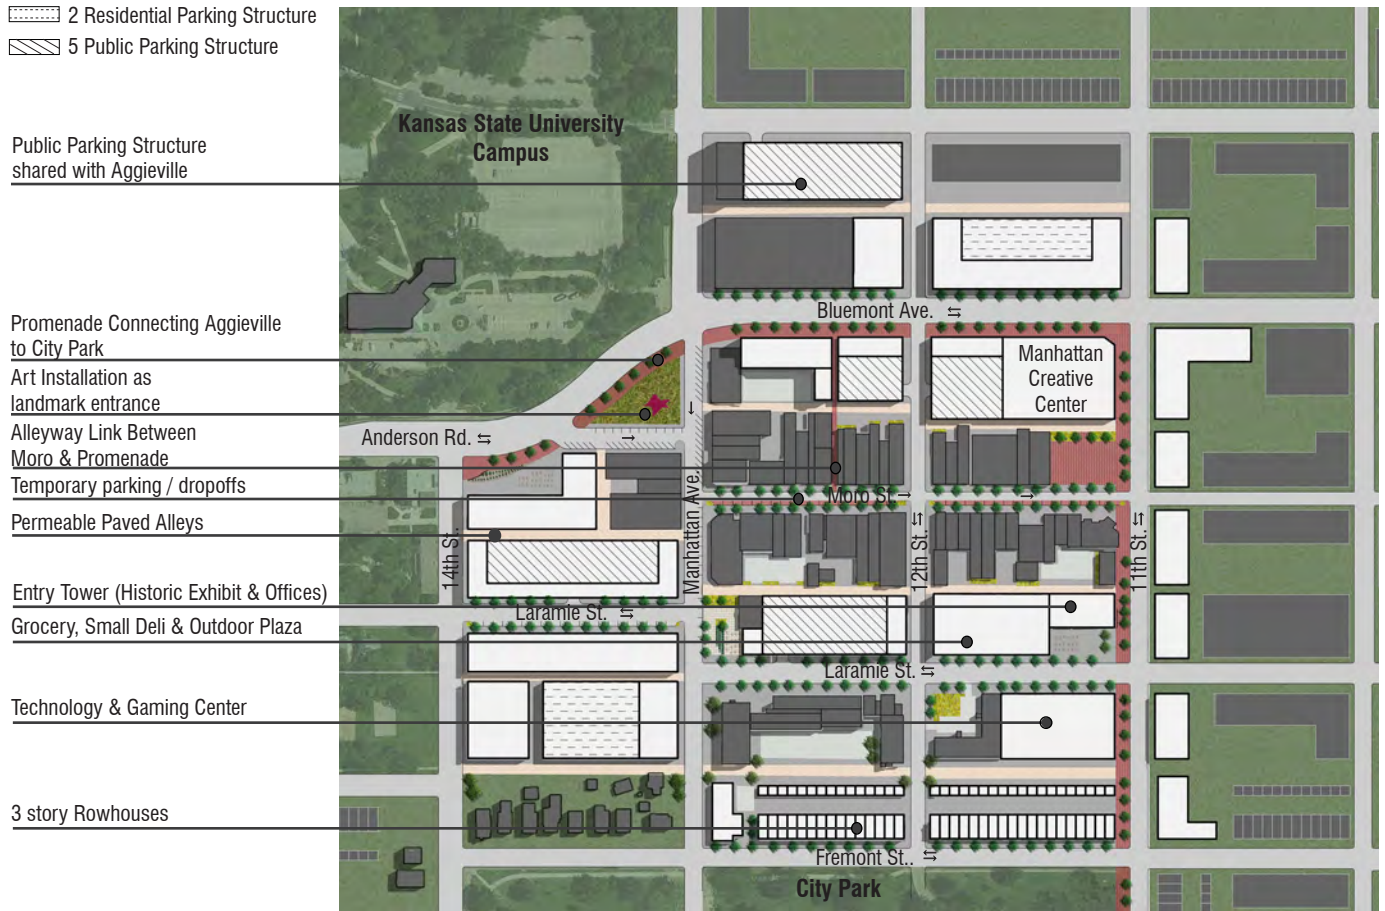 2 Residential Parking Structure
5 Public Parking Structure
Kansas State University
Campus
Public Parking Structure
shared with Aggieville
Bluemont Ave.
Promenade Connecting Aggieville
to City Park
Manhattan
Creative
Center
Art Installation as
landmark entrance
Anderson Rd.
Alleyway Link Between
Moro & Promenade
Temporary parking / dropoffs
Moro St.
Permeable Paved Alleys
14th St..
Manhattan Ave.
12th St..
11th St..
Entry Tower (Historic Exhibit & Offices)
Laramie St.
Grocery, Small Deli & Outdoor Plaza
Laramie St.
Technology & Gaming Center
3 story Rowhouses
Fremont St..
City Park